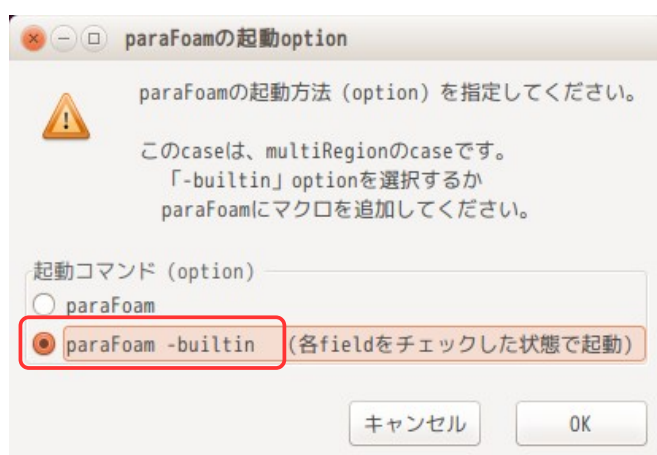 paraFoamの起動option
paraFoamの起動方法（option）を指定してください。
このcaseは、multiRegionのcaseです。
「-builtin」optionを選択するか
paraFoamにマクロを追加してください。
起動コマンド（option）
paraFoam
paraFoam -builtin （各fieldをチェックした状態で起動）
キャンセル
OK